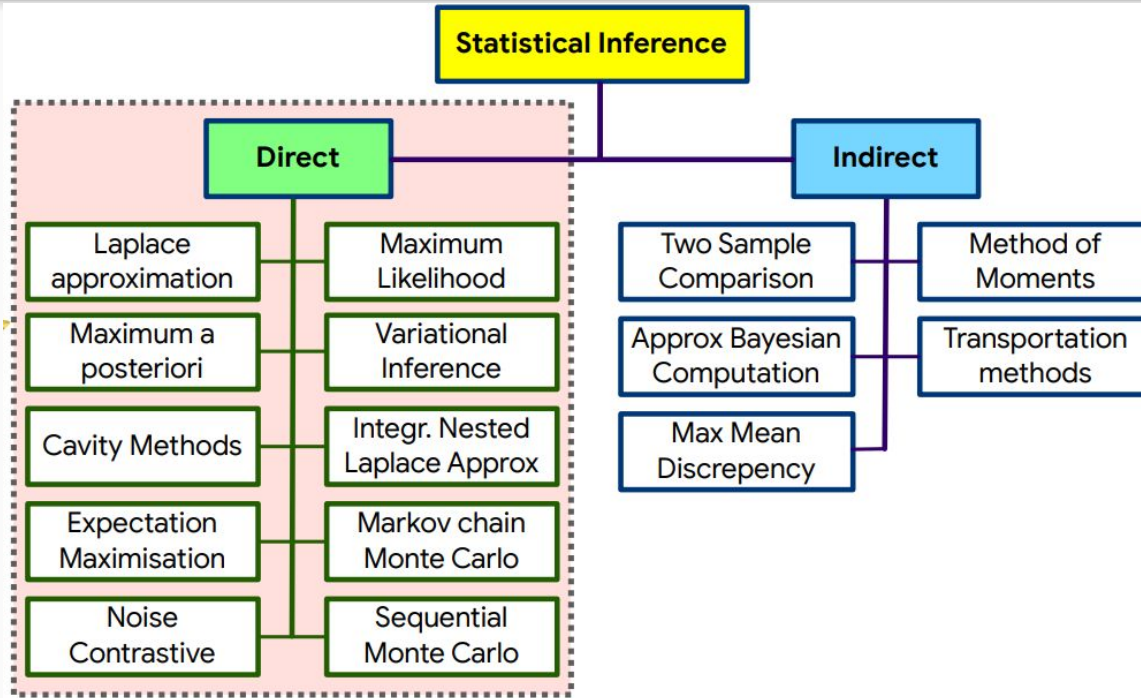 Statistical Inference
Direct
Indirect
Laplace
approximation
Maximum
Likelihood
Maximum a
posteriori
Variational
Inference
Cavity Methods
Integr. Nested
Laplace Approx
Expectation
Maximisation
Markov chain
Monte Carlo
Noise
Contrastive
Sequential
Monte Carlo
Two Sample
Comparison
Method of
Moments
Approx Bayesian
Computation
Transportation
methods
Max Mean
Discrepency